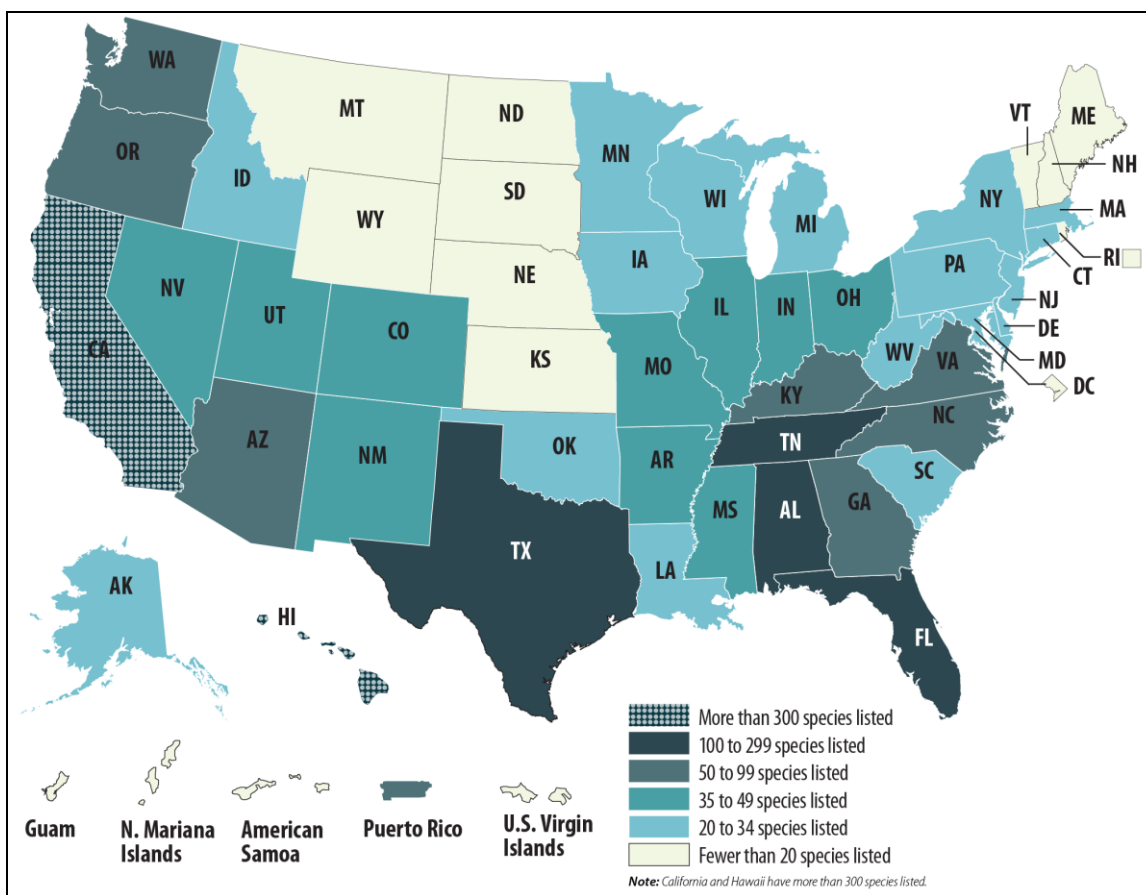 WA
MT
ND
MN
VT
ME
OR
ID
NH
SD
WI
NY
MI
MA
WY
RI
IA
PA
CT
NE
NV
NJ
UT
IL
IN
OH
DE
CO
CA
WV
MD
KS
MO
VA
DC
KY
NC
AZ
TN
NM
OK
AR
SC
MS
AL
GA
TX
LA
AK
HI
FL
More than 300 species listed
100 to 299 species listed
50 to 99 species listed
35 to 49 species listed
20 to 34 species listed
Fewer than 20 species listed
Guam
N. Mariana
Islands
American
Samoa
Puerto Rico
U.S. Virgin
Islands
Note: California and Hawaii have more than 300 species listed.